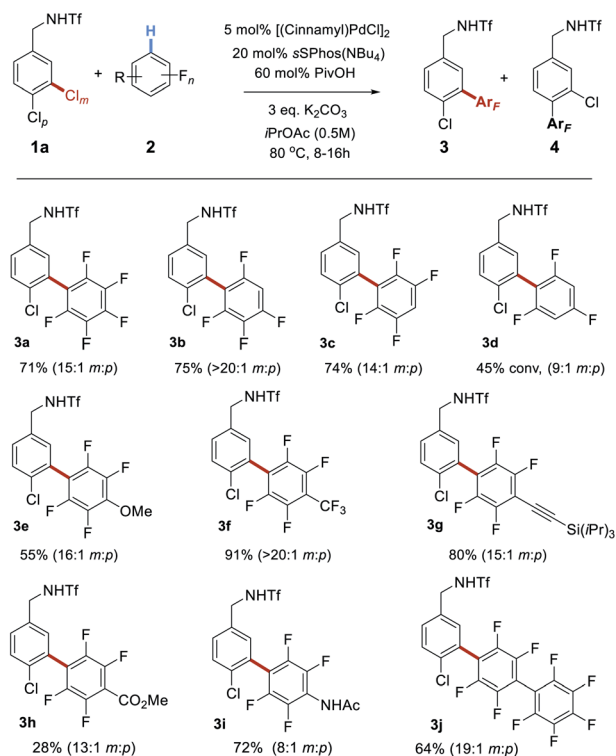 NHTf
Cl_m
Cl_p
1a
+
H
R
F_n
2
5 mol% [(Cinnamyl)PdCl]₂
20 mol% sSPhos(NBu₄)
60 mol% PivOH
3 eq. K₂CO₃
iPrOAc (0.5M)
80 °C, 8-16h
NHTf
Ar_F
Cl
3
+
NHTf
Cl
Ar_F
4
NHTf
F
F
Cl
F
F
F
3a
71% (15:1 m:p)
NHTf
F
Cl
F
F
F
3b
75% (>20:1 m:p)
NHTf
F
F
Cl
F
F
3c
74% (14:1 m:p)
NHTf
F
Cl
F
F
3d
45% conv, (9:1 m:p)
NHTf
F
F
Cl
F
OMe
F
3e
55% (16:1 m:p)
NHTf
F
F
Cl
F
CF₃
F
3f
91% (>20:1 m:p)
NHTf
F
F
Cl
F
F
Si(iPr)₃
3g
80% (15:1 m:p)
NHTf
F
F
Cl
F
CO₂Me
F
3h
28% (13:1 m:p)
NHTf
F
F
Cl
F
NHAc
F
3i
72% (8:1 m:p)
NHTf
F
F
F
F
Cl
F
F
F
F
F
3j
64% (19:1 m:p)